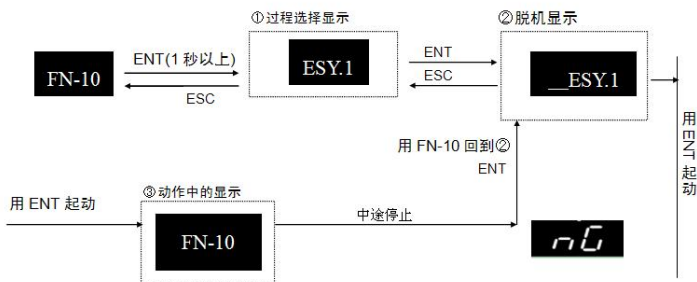 ①过程选择显示
②脱机显示
FN-10
ENT(1 秒以上)
ESC
ESY.1
ENT
ESC
__ESY.1
用 ENT 起动
用 FN-10 回到②
ENT
③动作中的显示
用 ENT 起动
FN-10
中途停止
nG